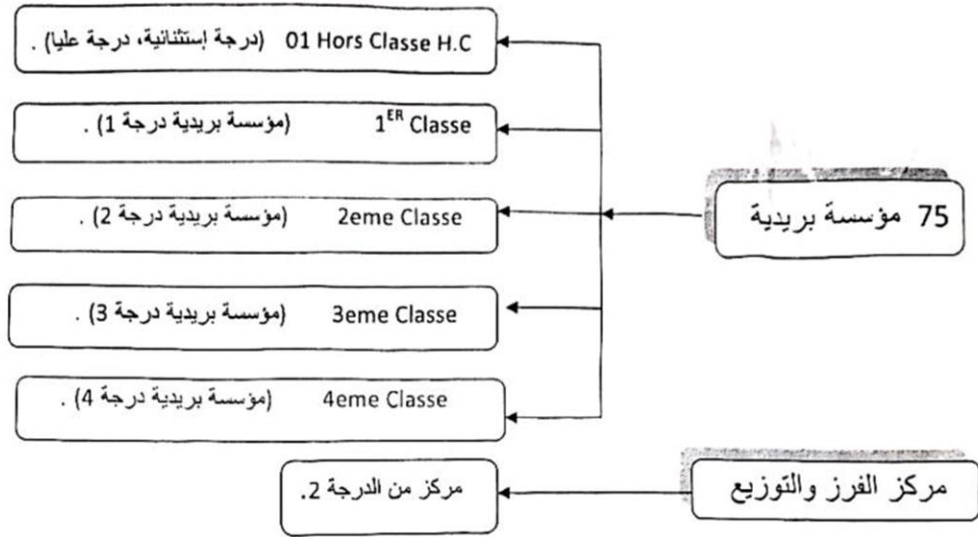 01 Hors Classe H.C (درجة إستثنائية، درجة عليا) .
1ER Classe (مؤسسة بريدية درجة 1) .
75 مؤسسة بريدية
2eme Classe (مؤسسة بريدية درجة 2) .
3eme Classe (مؤسسة بريدية درجة 3) .
4eme Classe (مؤسسة بريدية درجة 4) .
مركز الفرز والتوزيع
مركز من الدرجة 2.